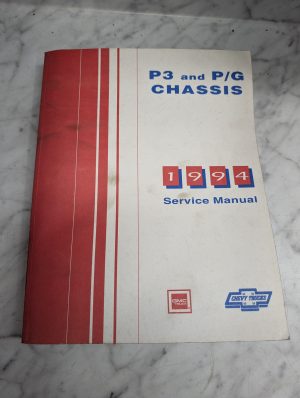 P3 and P/G
CHASSIS
1994
Service Manual
GMC
CHEVY TRUCKS